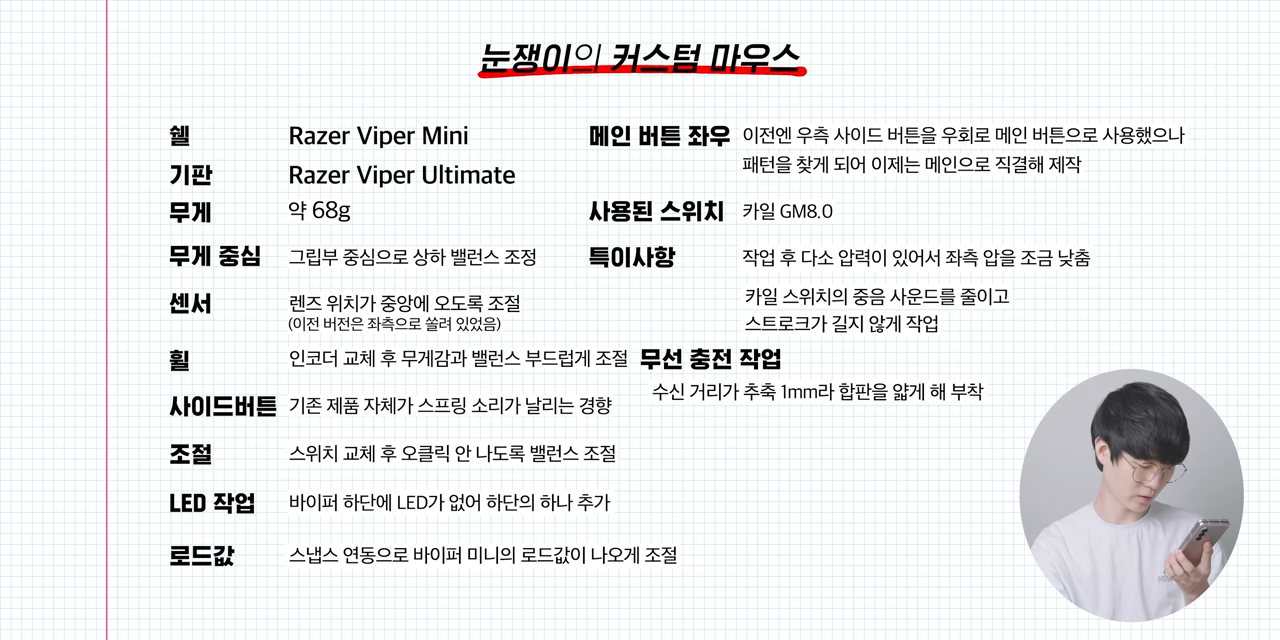 눈쟁이의 커스텀 마우스
쉘 Razer Viper Mini
기판 Razer Viper Ultimate
무게 약 68g
무게 중심 그립부 중심으로 상하 밸런스 조정
센서 렌즈 위치가 중앙에 오도록 조절
(이전 버전은 좌측으로 쏠려 있었음)
휠 인코더 교체 후 무게감과 밸런스 부드럽게 조절
사이드버튼 기존 제품 자체가 스프링 소리가 날리는 경향
조절 스위치 교체 후 오클릭 안 나도록 밸런스 조절
LED 작업 바이퍼 하단에 LED가 없어 하단의 하나 추가
로드값 스냅스 연동으로 바이퍼 미니의 로드값이 나오게 조절
메인 버튼 좌우 이전엔 우측 사이드 버튼을 우회로 메인 버튼으로 사용했으나
패턴을 찾게 되어 이제는 메인으로 직결해 제작
사용된 스위치 카일 GM8.0
특이사항 작업 후 다소 압력이 있어서 좌측 압을 조금 낮춤
카일 스위치의 중음 사운드를 줄이고
스트로크가 길지 않게 작업
무선 충전 작업
수신 거리가 추축 1mm라 합판을 얇게 해 부착